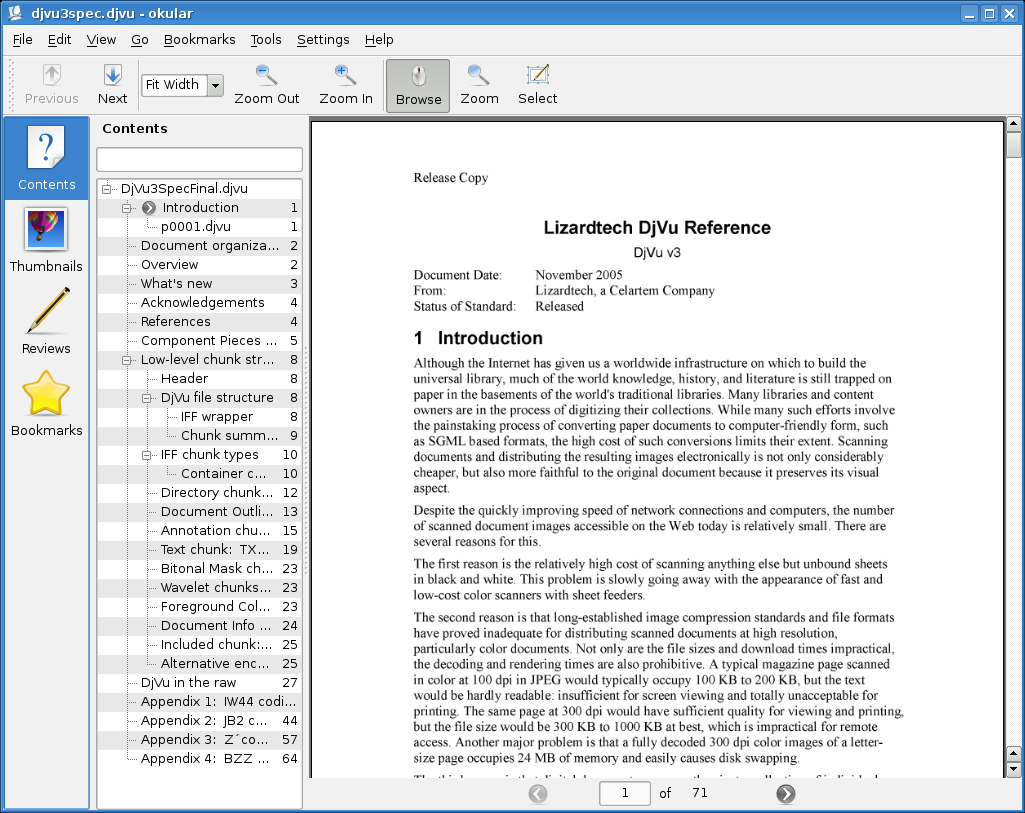 djvu3spec.djvu - okular
File Edit View Go Bookmarks Tools Settings Help
Previous Next Fit Width Zoom Out Zoom In Browse Zoom Select
Contents
Thumbnails
Reviews
Bookmarks
Contents
DjVu3SpecFinal.djvu
Introduction 1
p0001.djvu 1
Document organiza... 2
Overview 2
What's new 3
Acknowledgements 4
References 4
Component Pieces ... 5
Low-level chunk str... 8
Header 8
DjVu file structure 8
IFF wrapper 8
Chunk summ... 9
IFF chunk types 10
Container c... 10
Directory chunk... 12
Document Outli... 13
Annotation chu... 15
Text chunk: TX... 19
Bitonal Mask ch... 23
Wavelet chunks... 23
Foreground Col... 23
Document Info ... 24
Included chunk:... 25
Alternative enc... 25
DjVu in the raw 27
Appendix 1: IW44 codi...
Appendix 2: JB2 c... 44
Appendix 3: Z´co... 57
Appendix 4: BZZ ... 64
Release Copy
Lizardtech DjVu Reference
DjVu v3
Document Date: November 2005
From: Lizardtech, a Celartem Company
Status of Standard: Released
1 Introduction
Although the Internet has given us a worldwide infrastructure on which to build the
universal library, much of the world knowledge, history, and literature is still trapped on
paper in the basements of the world's traditional libraries. Many libraries and content
owners are in the process of digitizing their collections. While many such efforts involve
the painstaking process of converting paper documents to computer-friendly form, such
as SGML based formats, the high cost of such conversions limits their extent. Scanning
documents and distributing the resulting images electronically is not only considerably
cheaper, but also more faithful to the original document because it preserves its visual
aspect.
Despite the quickly improving speed of network connections and computers, the number
of scanned document images accessible on the Web today is relatively small. There are
several reasons for this.
The first reason is the relatively high cost of scanning anything else but unbound sheets
in black and white. This problem is slowly going away with the appearance of fast and
low-cost color scanners with sheet feeders.
The second reason is that long-established image compression standards and file formats
have proved inadequate for distributing scanned documents at high resolution,
particularly color documents. Not only are the file sizes and download times impractical,
the decoding and rendering times are also prohibitive. A typical magazine page scanned
in color at 100 dpi in JPEG would typically occupy 100 KB to 200 KB, but the text
would be hardly readable: insufficient for screen viewing and totally unacceptable for
printing. The same page at 300 dpi would have sufficient quality for viewing and printing,
but the file size would be 300 KB to 1000 KB at best, which is impractical for remote
access. Another major problem is that a fully decoded 300 dpi color images of a letter-
size page occupies 24 MB of memory and easily causes disk swapping.
1 of 71